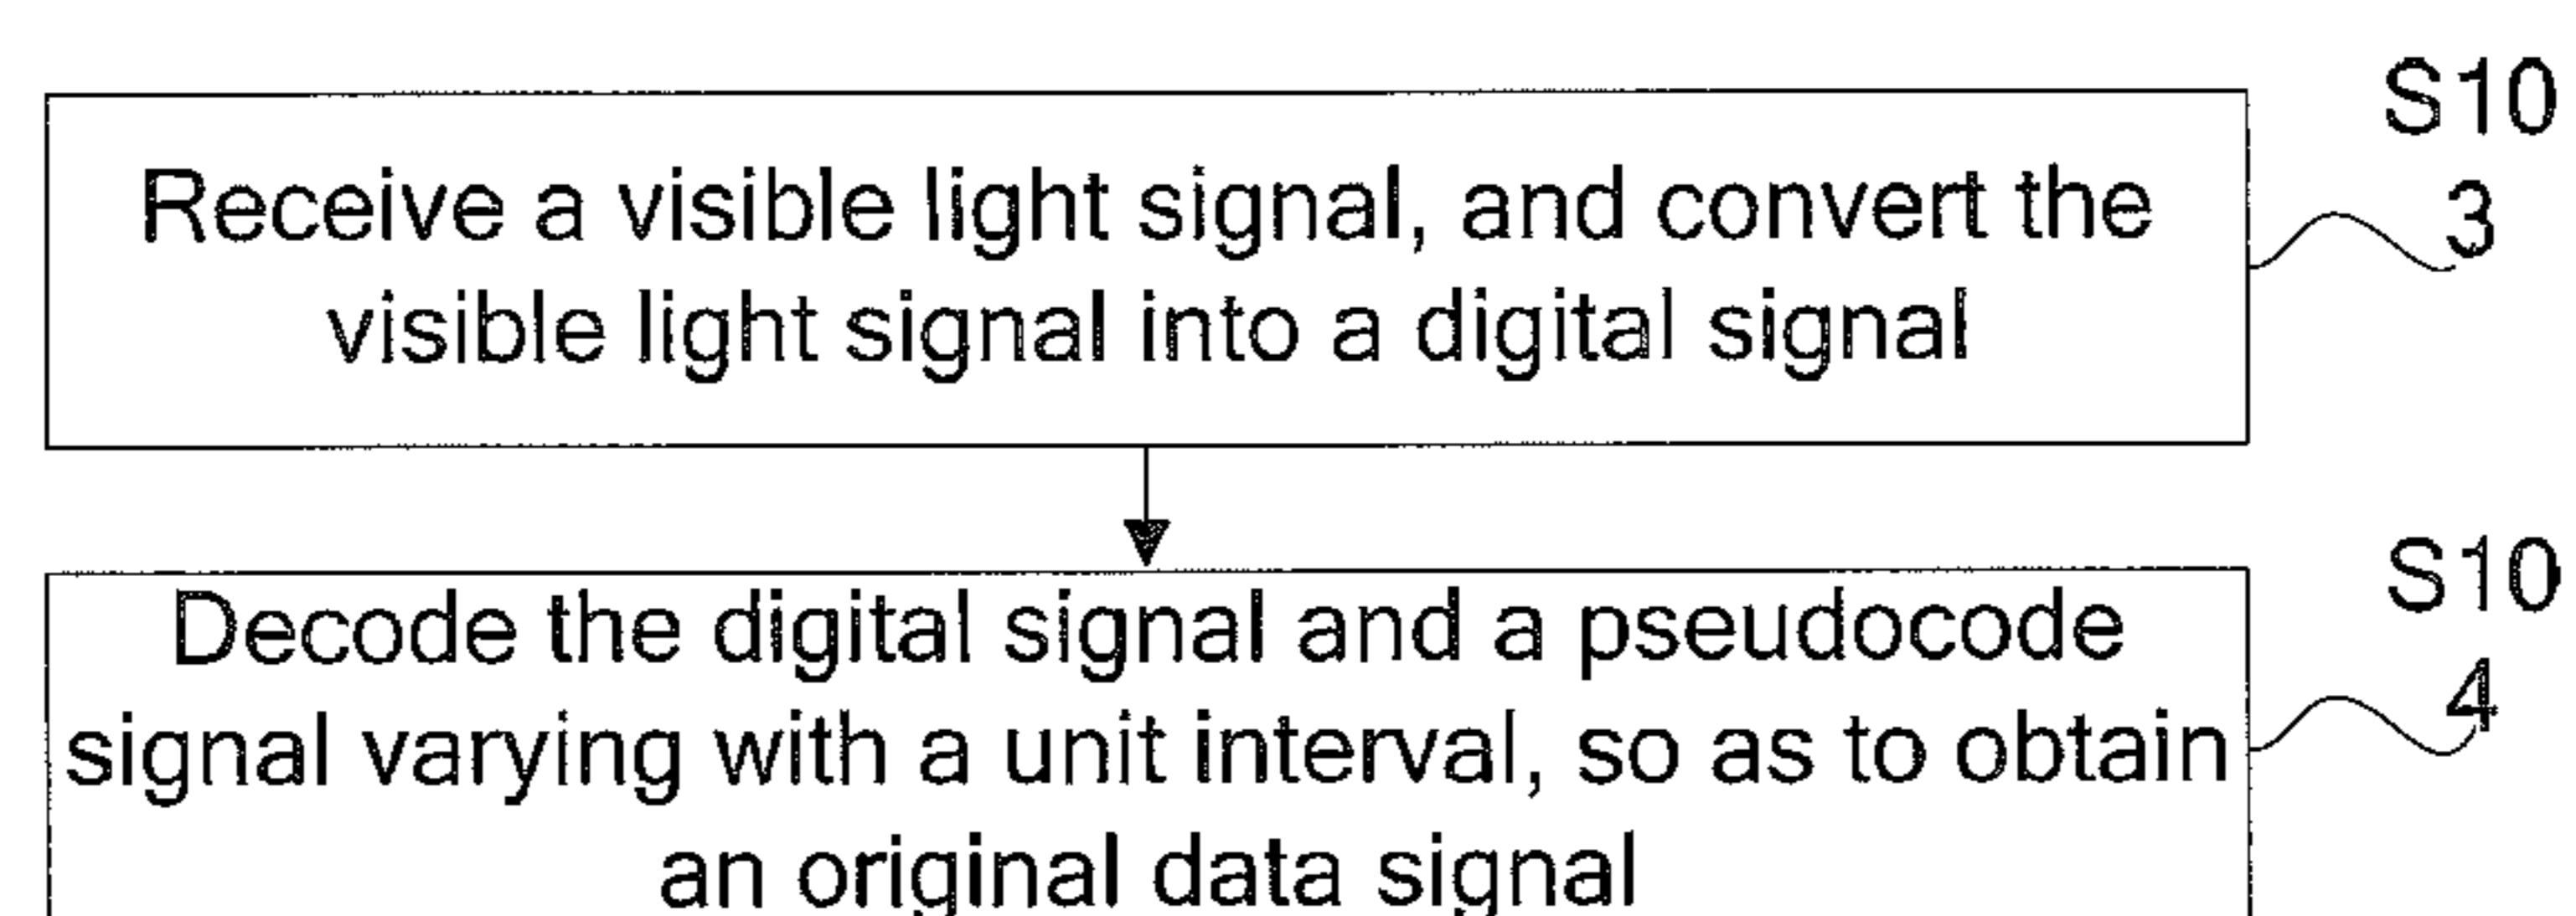 S10
3
Receive a visible light signal, and convert the
visible light signal into a digital signal
S10
4
Decode the digital signal and a pseudocode
signal varying with a unit interval, so as to obtain
an original data signal